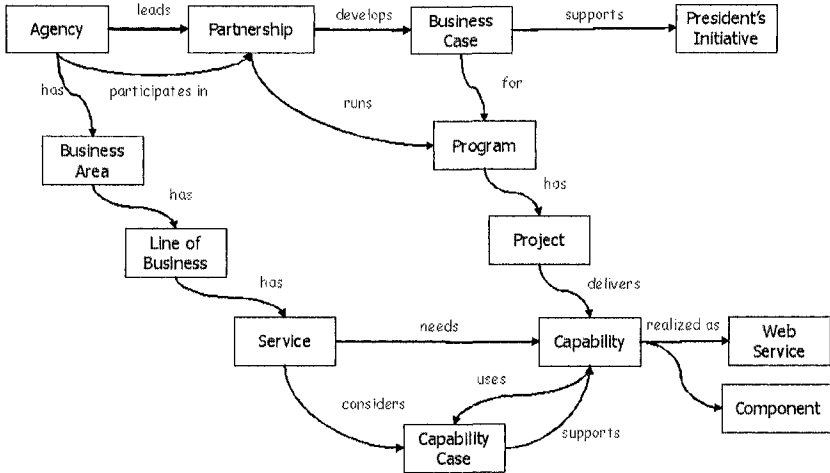 leads
develops
supports
Agency
Partnership
Business
Case
President's
Initiative
has
participates in
runs
for
Business
Area
Program
has
has
Line of
Business
Project
has
delivers
Service
needs
Capability
realized as
Web
Service
uses
considers
Component
Capability
Case
supports